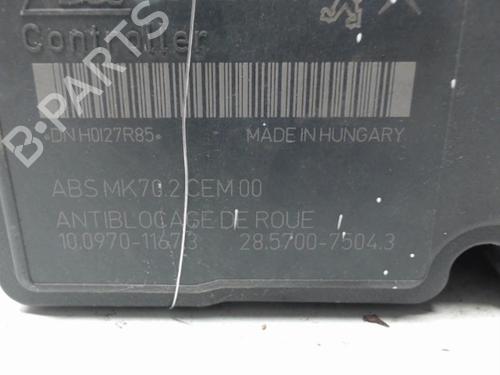 Controller
*DN H0127R85*
MADE IN HUNGARY
ABS MK70.2 CEM 00
ANTIBLOCAGE DE ROUE
10.0970-1167.3 28.5700-7504.3
B-PARTS